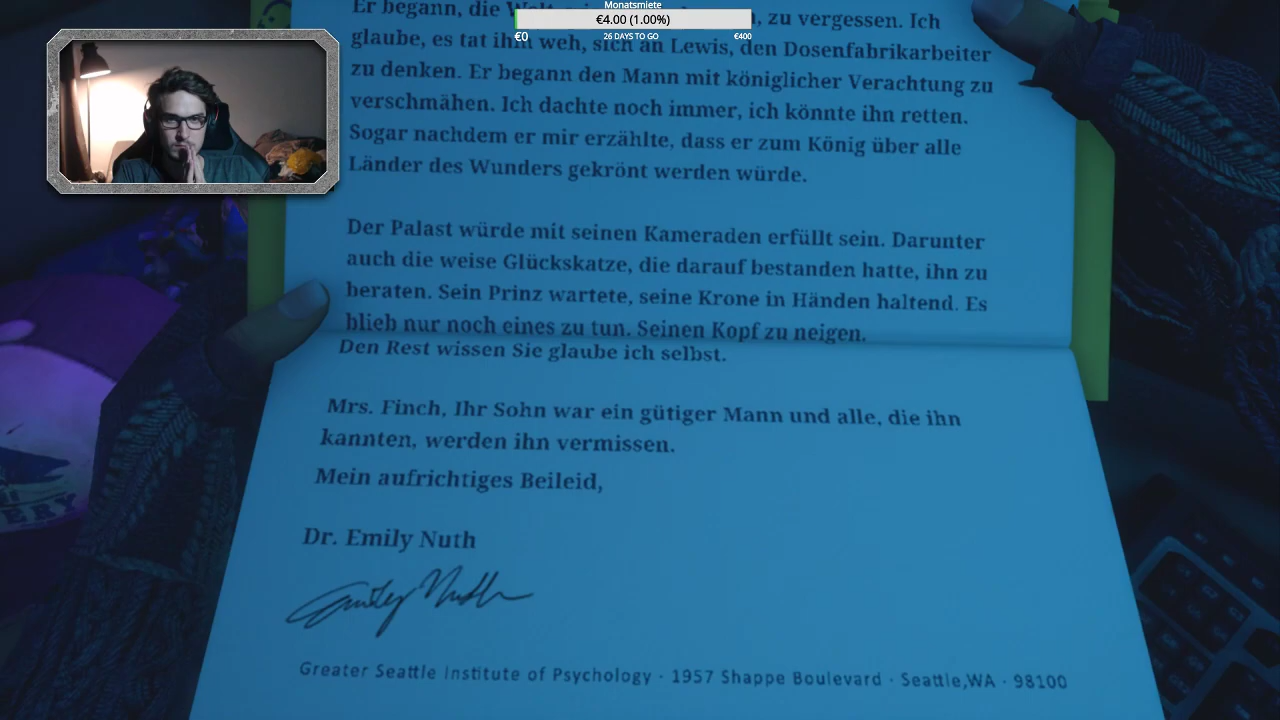 Monatsmiete
€4.00 (1.00%)
€0 26 DAYS TO GO €400
Er begann, die Welt zu vergessen. Ich
glaube, es tat ihm weh, sich an Lewis, den Dosenfabrikarbeiter
zu denken. Er begann den Mann mit königlicher Verachtung zu
verschmähen. Ich dachte noch immer, ich könnte ihn retten.
Sogar nachdem er mir erzählte, dass er zum König über alle
Länder des Wunders gekrönt werden würde.
Der Palast würde mit seinen Kameraden erfüllt sein. Darunter
auch die weise Glückskatze, die darauf bestanden hatte, ihn zu
beraten. Sein Prinz wartete, seine Krone in Händen haltend. Es
blieb nur noch eines zu tun. Seinen Kopf zu neigen.
Den Rest wissen Sie glaube ich selbst.
Mrs. Finch, Ihr Sohn war ein gütiger Mann und alle, die ihn
kannten, werden ihn vermissen.
Mein aufrichtiges Beileid,
Dr. Emily Nuth
Emily Nuth
Greater Seattle Institute of Psychology · 1957 Shappe Boulevard · Seattle,WA · 98100